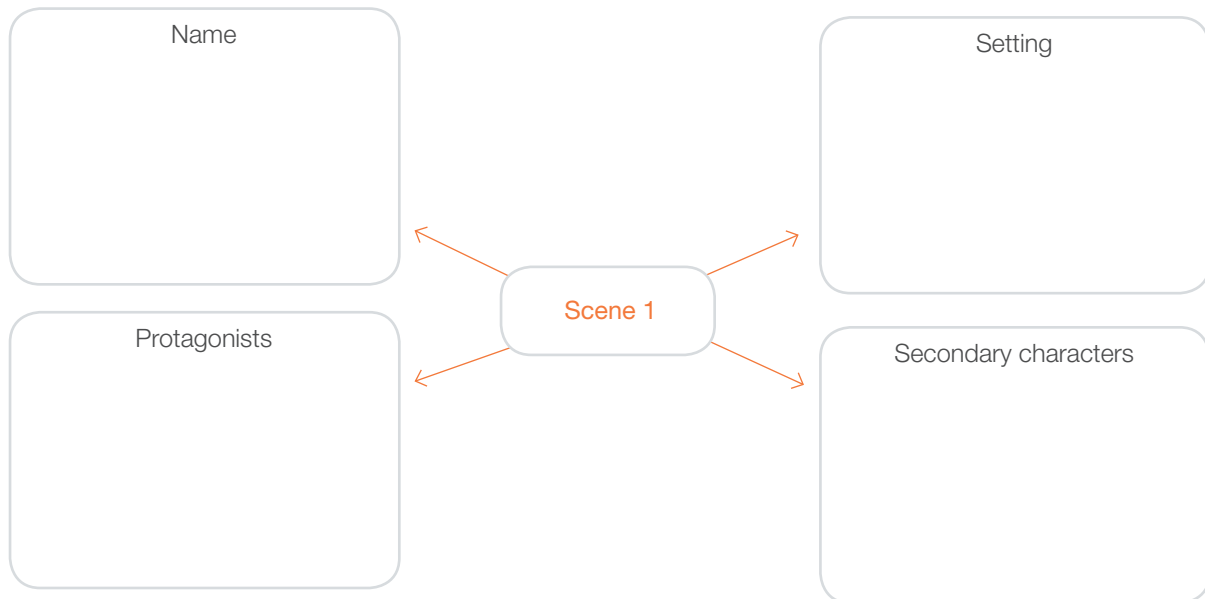 Name
Setting
Scene 1
Protagonists
Secondary characters